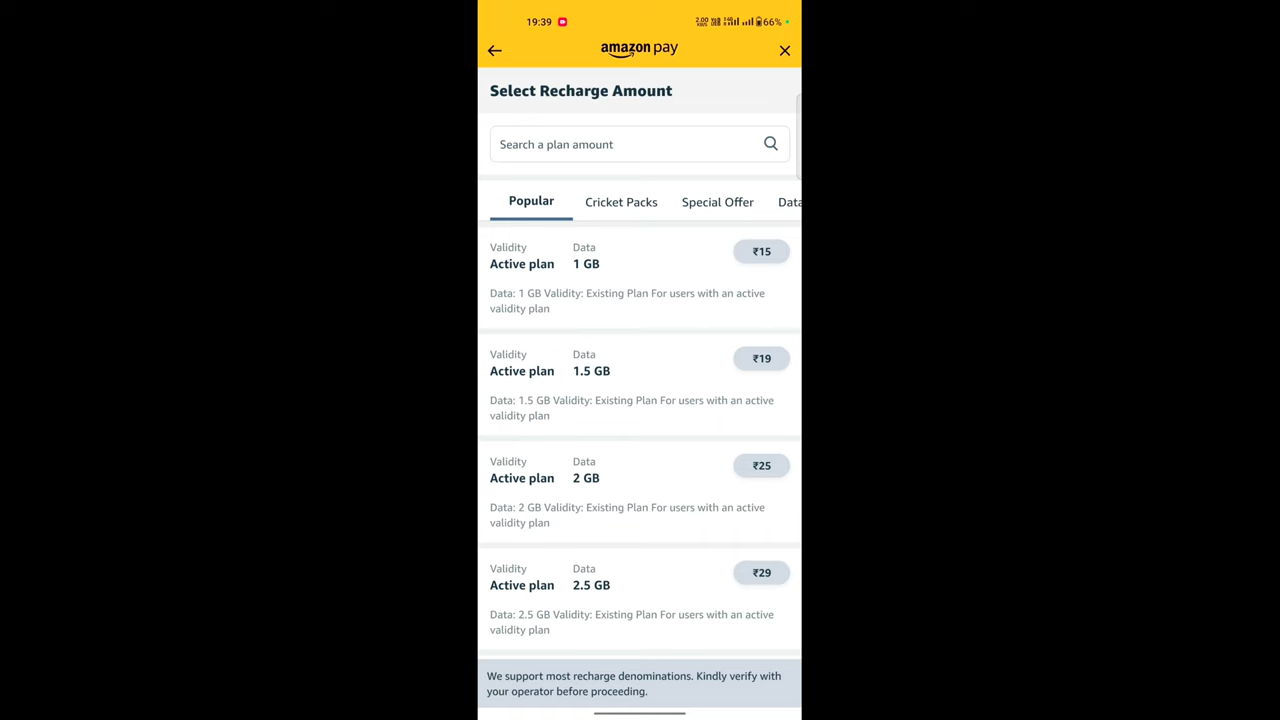 19:39
66%
amazon pay
Select Recharge Amount
Search a plan amount
Popular Cricket Packs Special Offer Data
Validity Data ₹15
Active plan 1 GB
Data: 1 GB Validity: Existing Plan For users with an active
validity plan
Validity Data ₹19
Active plan 1.5 GB
Data: 1.5 GB Validity: Existing Plan For users with an active
validity plan
Validity Data ₹25
Active plan 2 GB
Data: 2 GB Validity: Existing Plan For users with an active
validity plan
Validity Data ₹29
Active plan 2.5 GB
Data: 2.5 GB Validity: Existing Plan For users with an active
validity plan
We support most recharge denominations. Kindly verify with
your operator before proceeding.